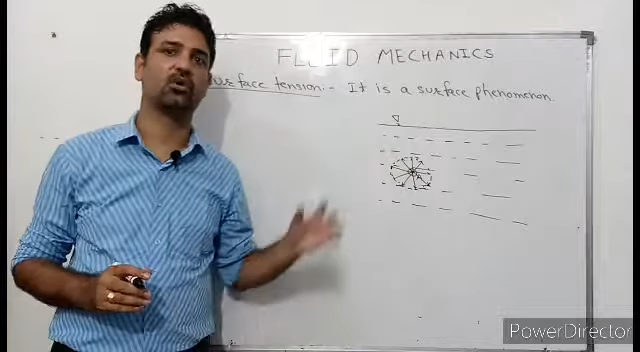 FLUID MECHANICS
Surface tension:- It is a surface phenomenon.
PowerDirector